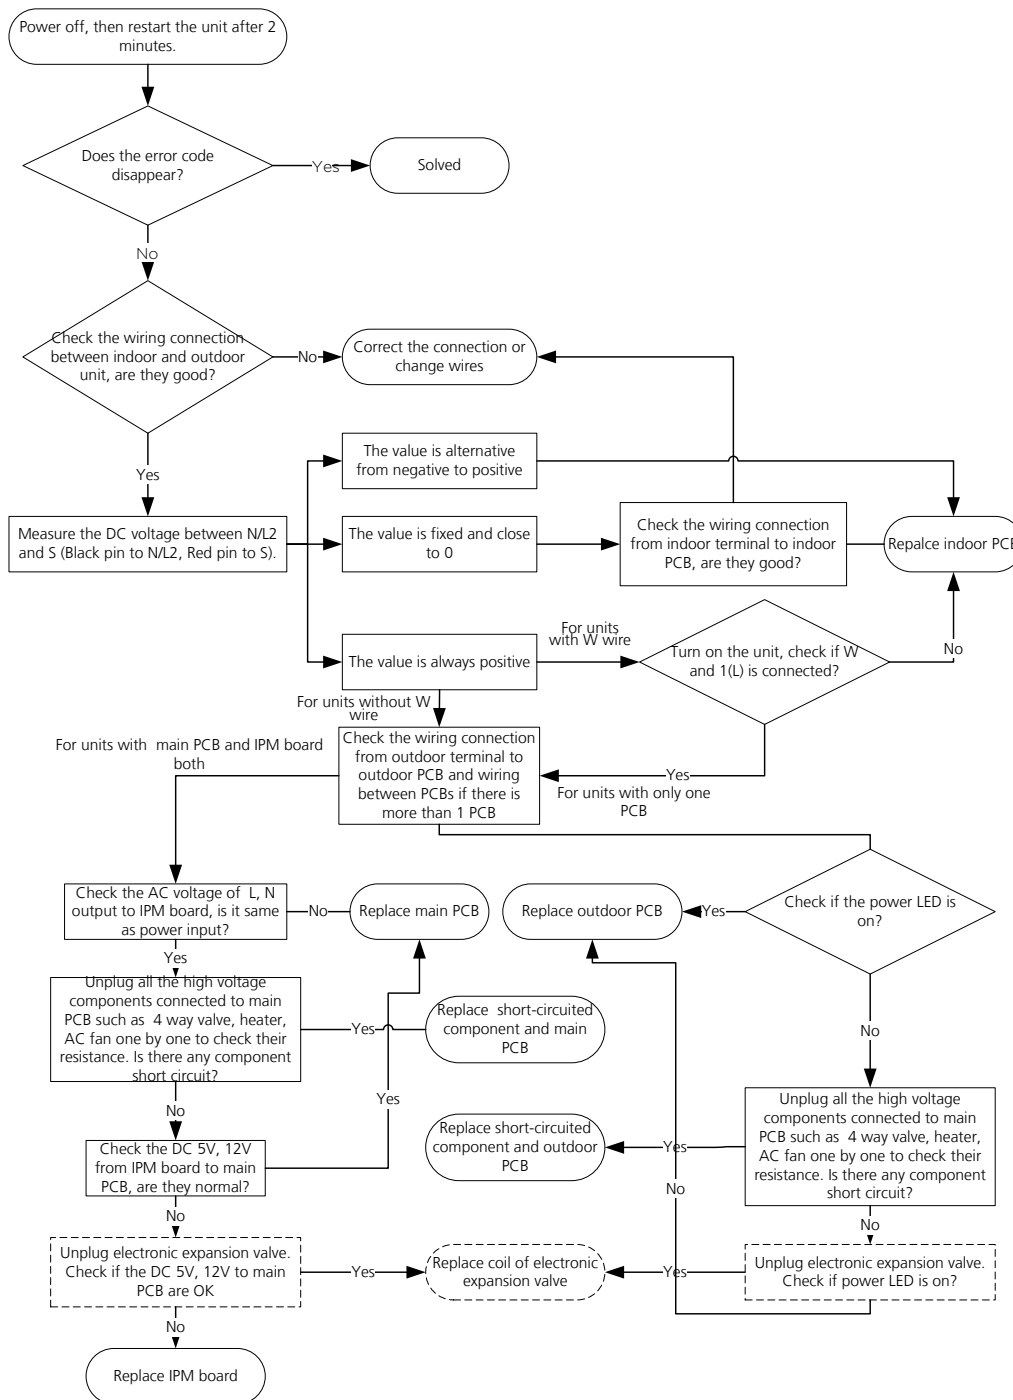 Power off, then restart the unit after 2
minutes.
Does the error code
disappear?
Yes
Solved
No
Check the wiring connection
between indoor and outdoor
unit, are they good?
No
Correct the connection or
change wires
Yes
The value is alternative
from negative to positive
Measure the DC voltage between N/L2
and S (Black pin to N/L2, Red pin to S).
The value is fixed and close
to 0
Check the wiring connection
from indoor terminal to indoor
PCB, are they good?
Repalce indoor PCB
The value is always positive
For units
with W wire
Turn on the unit, check if W
and 1(L) is connected?
No
For units without W
wire
For units with  main PCB and IPM board
both
Check the wiring connection
from outdoor terminal to
outdoor PCB and wiring
between PCBs if there is
more than 1 PCB
Yes
For units with only one
PCB
Check the AC voltage of  L, N
output to IPM board, is it same
as power input?
No
Replace main PCB
Replace outdoor PCB
Yes
Check if the power LED is
on?
Yes
Unplug all the high voltage
components connected to main
PCB such as  4 way valve, heater,
AC fan one by one to check their
resistance. Is there any component
short circuit?
Yes
Replace  short-circuited
component and main
PCB
No
No
Yes
Check the DC 5V, 12V
from IPM board to main
PCB, are they normal?
Replace short-circuited
component and outdoor
PCB
Yes
Unplug all the high voltage
components connected to main
PCB such as  4 way valve, heater,
AC fan one by one to check their
resistance. Is there any component
short circuit?
No
No
No
Unplug electronic expansion valve.
Check if the DC 5V, 12V to main
PCB are OK
Yes
Replace coil of electronic
expansion valve
Yes
Unplug electronic expansion valve.
Check if power LED is on?
No
Replace IPM board